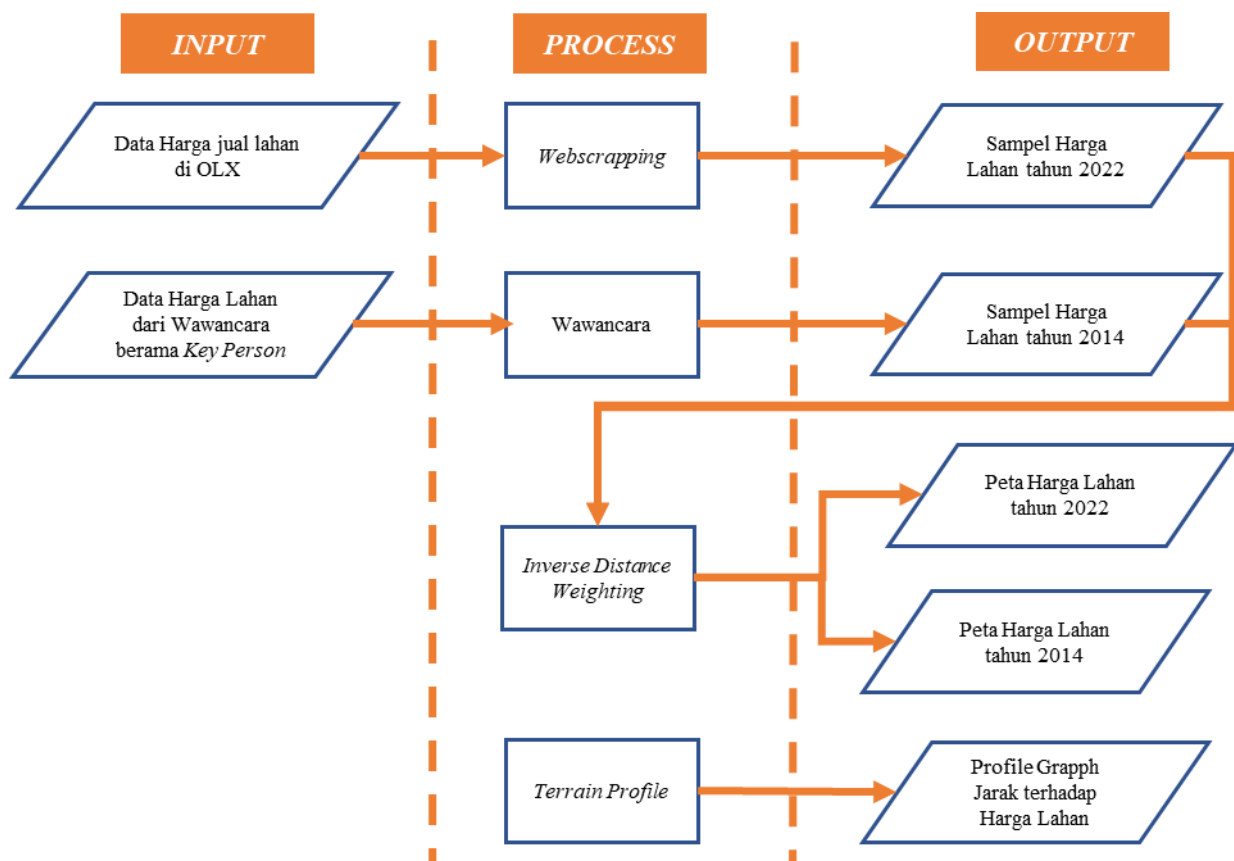 INPUT
PROCESS
OUTPUT
Data Harga jual lahan
di OLX
Webscrapping
Sampel Harga
Lahan tahun 2022
Data Harga Lahan
dari Wawancara
berama Key Person
Wawancara
Sampel Harga
Lahan tahun 2014
Inverse Distance
Weighting
Peta Harga Lahan
tahun 2022
Peta Harga Lahan
tahun 2014
Terrain Profile
Profile Grapph
Jarak terhadap
Harga Lahan